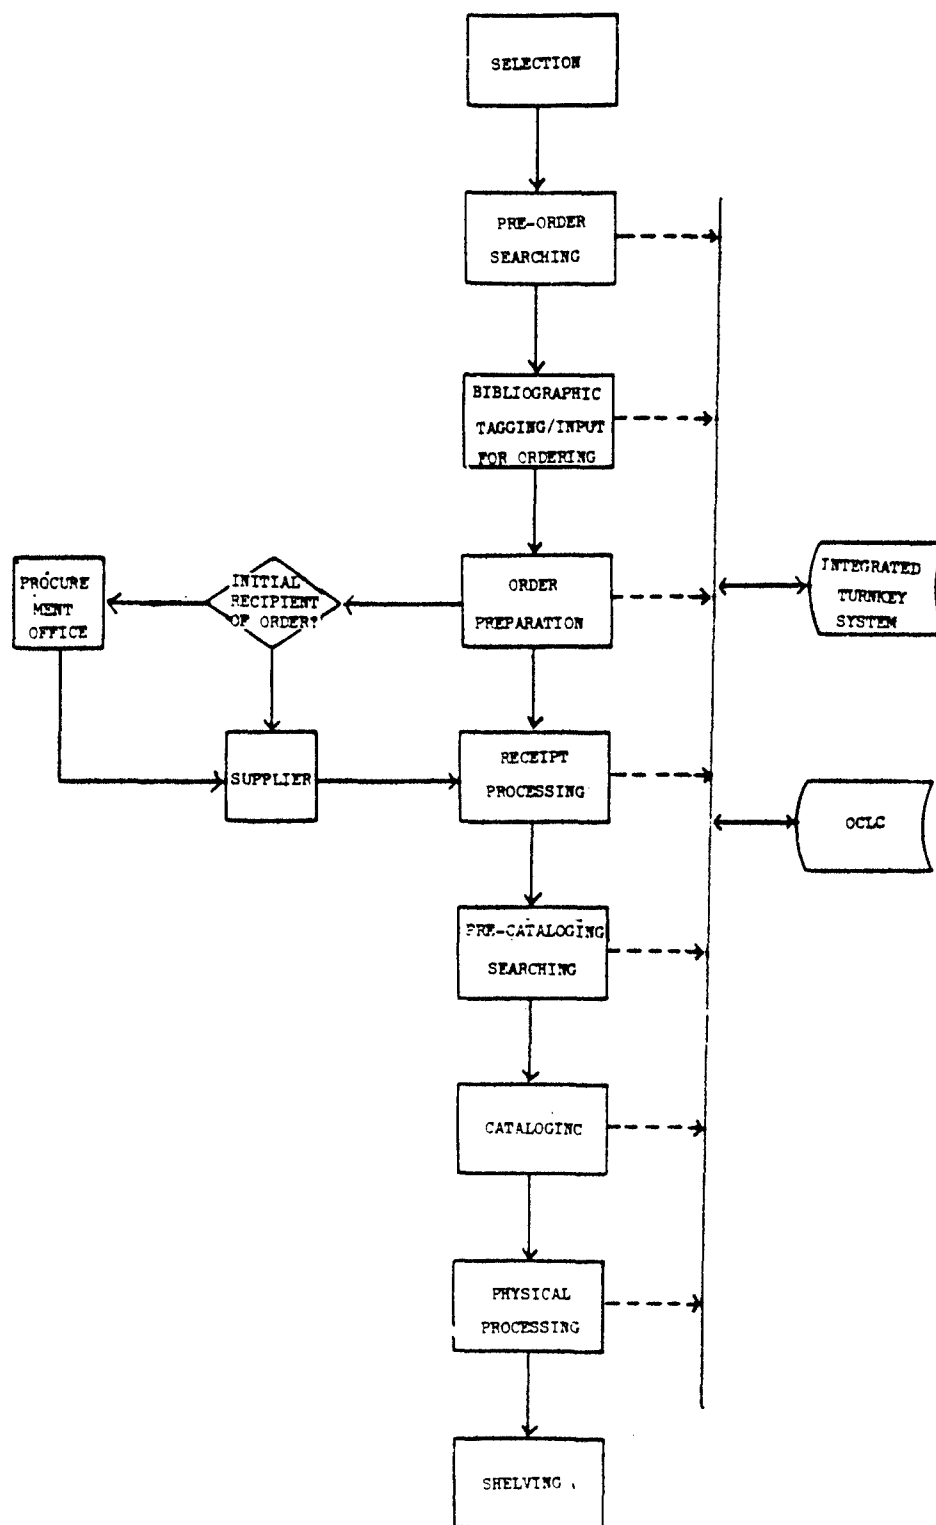 SELECTION
PRE-ORDER
SEARCHING
BIBLIOGRAPHIC
TAGGING/INPUT
FOR ORDERING
PROCURE
MENT
OFFICE
INITIAL
RECIPIENT
OF ORDER?
ORDER
PREPARATION
INTEGRATED
TURNKEY
SYSTEM
SUPPLIER
RECEIPT
PROCESSING
OCLC
PRE-CATALOGING
SEARCHING
CATALOGING
PHYSICAL
PROCESSING
SHELVING